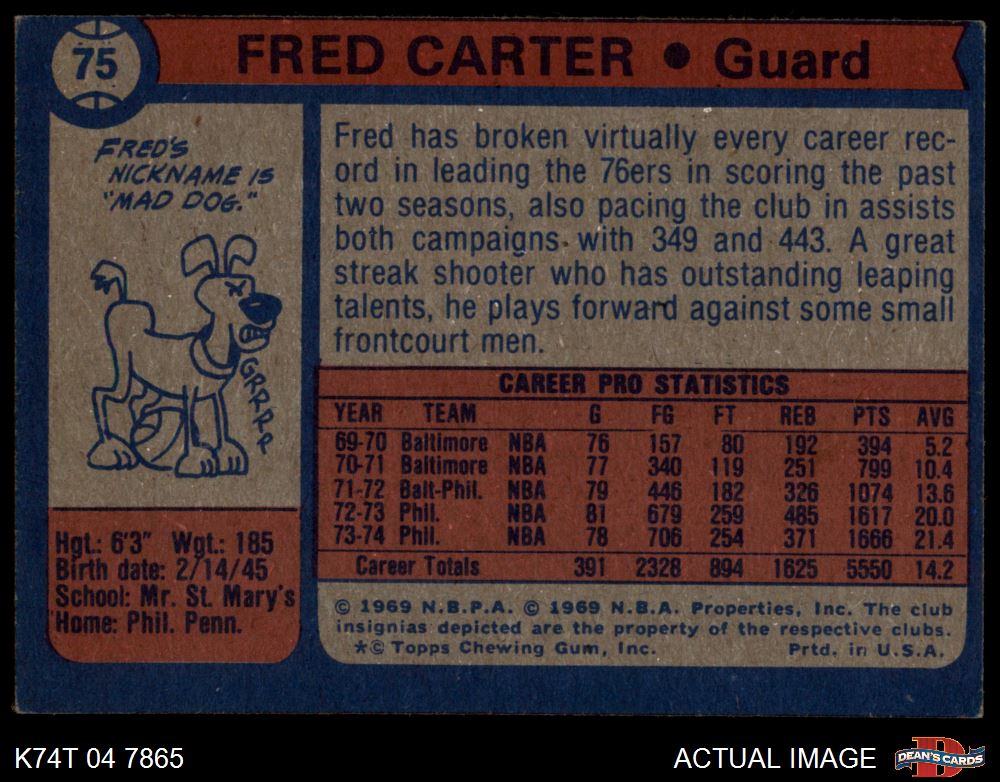 75
FRED CARTER • Guard
FRED'S
NICKNAME IS
"MAD DOG."
GRRRR
Fred has broken virtually every career rec-
ord in leading the 76ers in scoring the past
two seasons, also pacing the club in assists
both campaigns with 349 and 443. A great
streak shooter who has outstanding leaping
talents, he plays forward against some small
frontcourt men.
CAREER PRO STATISTICS
YEAR TEAM G FG FT REB PTS AVG
69-70 Baltimore NBA 76 157 80 192 394 5.2
70-71 Baltimore NBA 77 340 119 251 799 10.4
71-72 Balt-Phil. NBA 79 446 182 326 1074 13.6
72-73 Phil. NBA 81 679 259 485 1617 20.0
73-74 Phil. NBA 78 706 254 371 1666 21.4
Career Totals 391 2328 894 1625 5550 14.2
Hgt.: 6'3" Wgt.: 185
Birth date: 2/14/45
School: Mr. St. Mary's
Home: Phil. Penn.
© 1969 N.B.P.A. © 1969 N.B.A. Properties, Inc. The club
insignias depicted are the property of the respective clubs.
*© Topps Chewing Gum, Inc. Prtd. in U.S.A.
K74T 04 7865
ACTUAL IMAGE
D
DEAN'S CARDS